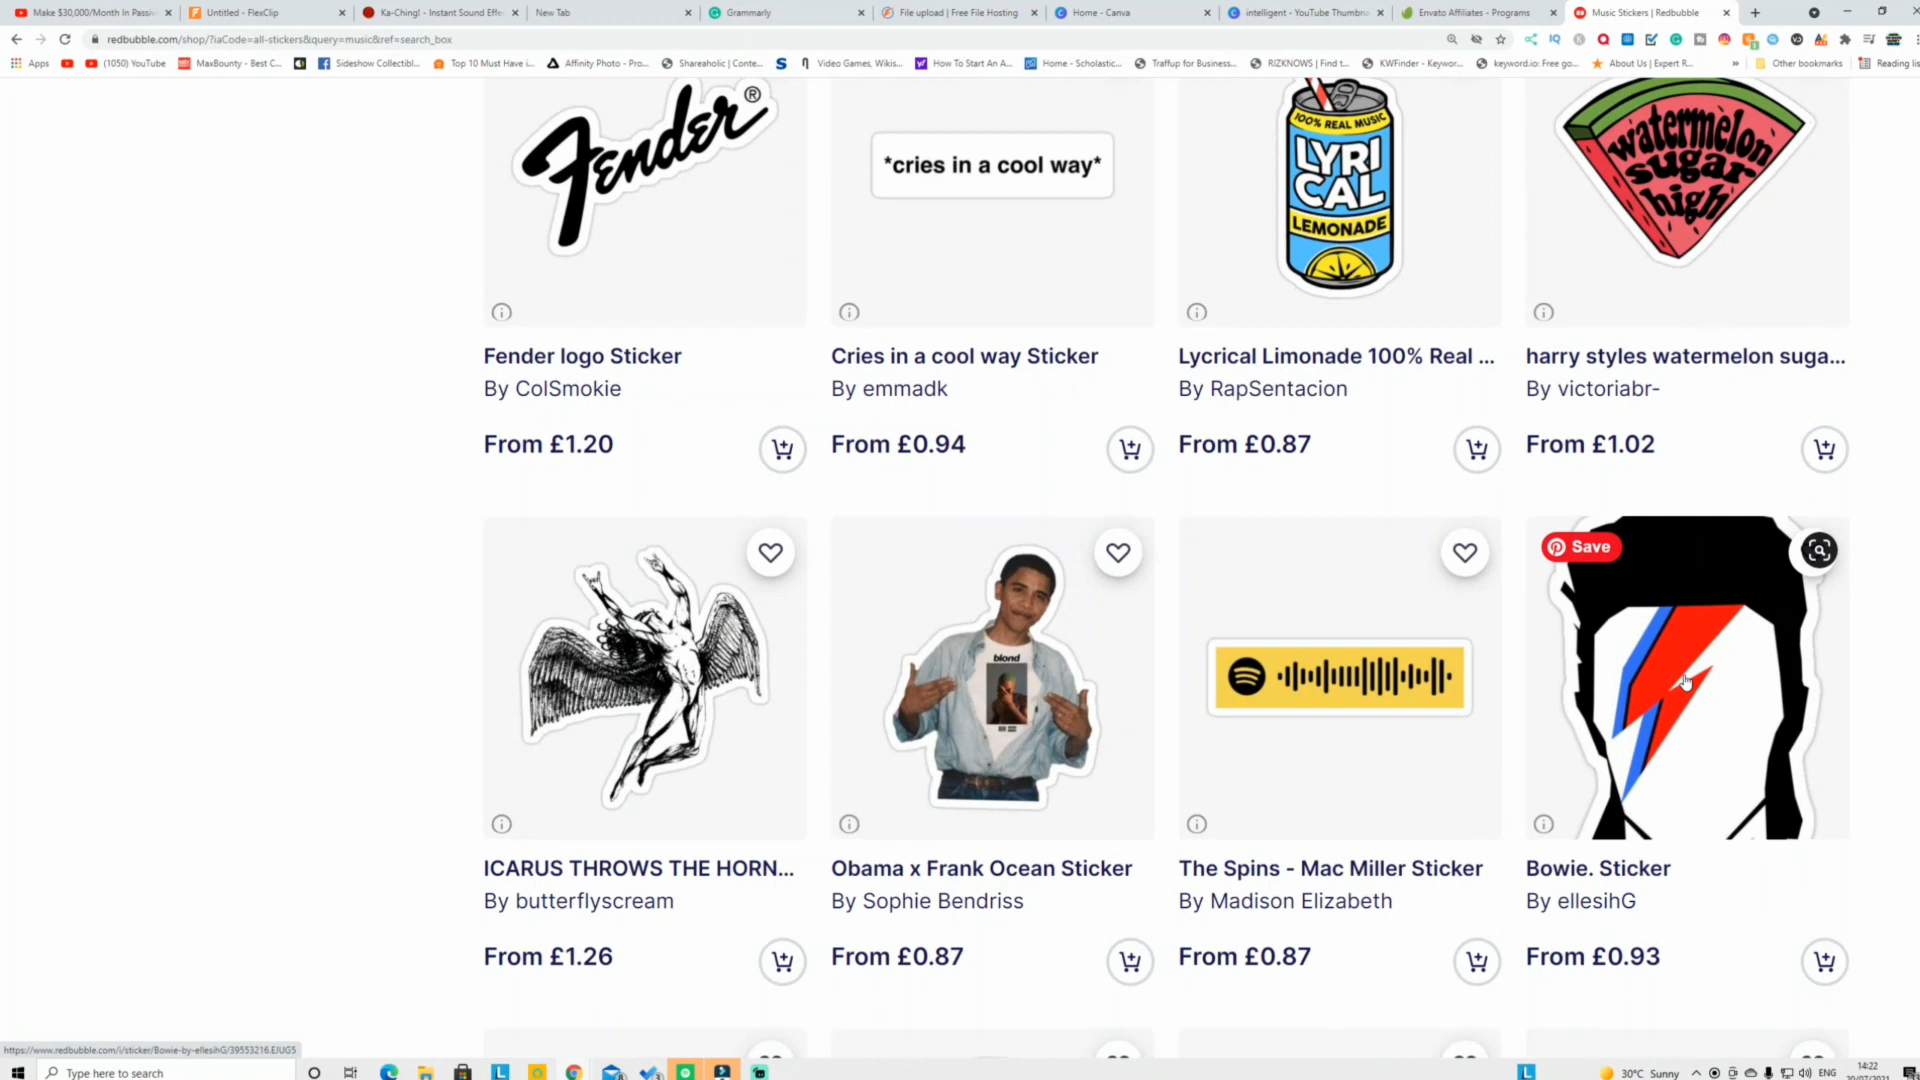 Make $30,000/Month In Passiv
Untitled - FlexClip
Ka-Ching! - Instant Sound Effe
New Tab
Grammarly
File upload | Free File Hosting
Home - Canva
intelligent - YouTube Thumbna
Envato Affiliates - Programs
Music Stickers | Redbubble
redbubble.com/shop/?iaCode=all-stickers&query=music&ref=search_box
Apps
(1050) YouTube
MaxBounty - Best C...
Sideshow Collectibl...
Top 10 Must Have i...
Affinity Photo - Pro...
Shareaholic | Conte...
Video Games, Wikis...
How To Start An A...
Home - Scholastic...
Traffup for Business...
RIZKNOWS | Find t...
KWFinder - Keywor...
keyword.io: Free go...
About Us | Expert R...
»
Other bookmarks
Reading lis
Fender ®
*cries in a cool way*
100% REAL MUSIC
LYRI
CAL
LEMONADE
watermelon
sugar
high
Fender logo Sticker
Cries in a cool way Sticker
Lycrical Limonade 100% Real ...
harry styles watermelon suga...
By ColSmokie
By emmadk
By RapSentacion
By victoriabr-
From £1.20
From £0.94
From £0.87
From £1.02
Save
blond
ICARUS THROWS THE HORN...
Obama x Frank Ocean Sticker
The Spins - Mac Miller Sticker
Bowie. Sticker
By butterflyscream
By Sophie Bendriss
By Madison Elizabeth
By ellesihG
From £1.26
From £0.87
From £0.87
From £0.93
https://www.redbubble.com/i/sticker/Bowie-by-ellesihG/39553216.EJUG5
Type here to search
30°C Sunny
ENG
14:22
20/07/2021